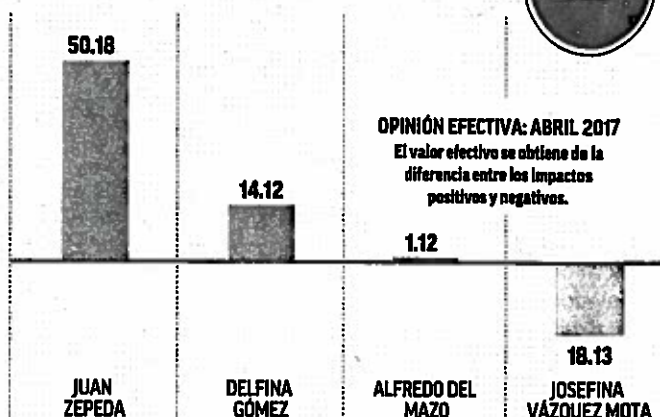 50.18
OPINIÓN EFECTIVA: ABRIL 2017
El valor efectivo se obtiene de la
diferencia entre los impactos
positivos y negativos.
14.12
1.12
18.13
JUAN
ZEPEDA
DELFINA
GÓMEZ
ALFREDO DEL
MAZO
JOSEFINA
VÁZQUEZ MOTA